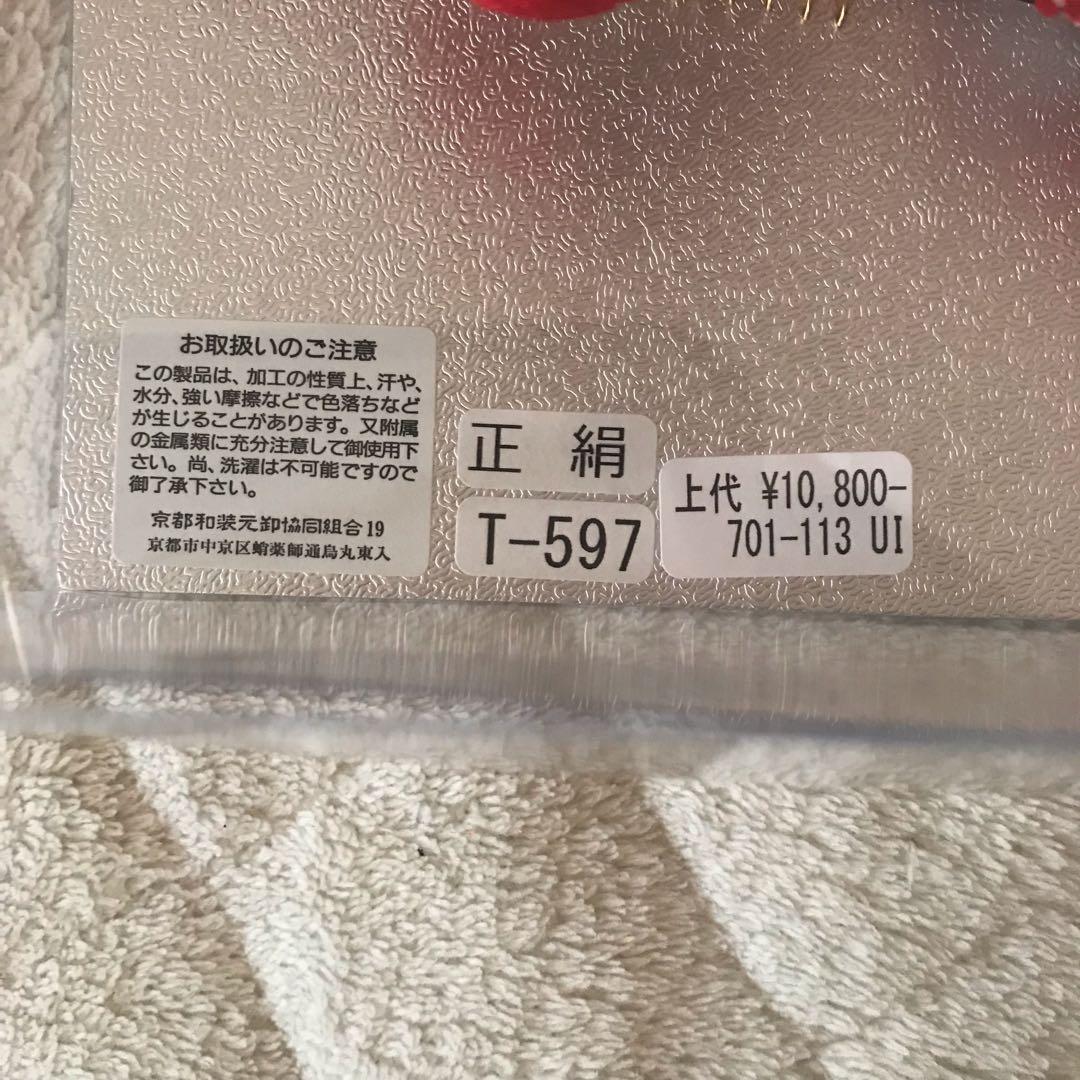 お取扱いのご注意
この製品は、加工の性質上、汗や、
水分、強い摩擦などで色落ちなど
が生じることがあります。又附属
の金属類に充分注意して御使用下
さい。尚、洗濯は不可能ですので
御了承下さい。
京都和装元卸協同組合19
京都市中京区蛸薬師通烏丸東入
正 絹
T-597
上代 ¥10,800-
701-113 UI